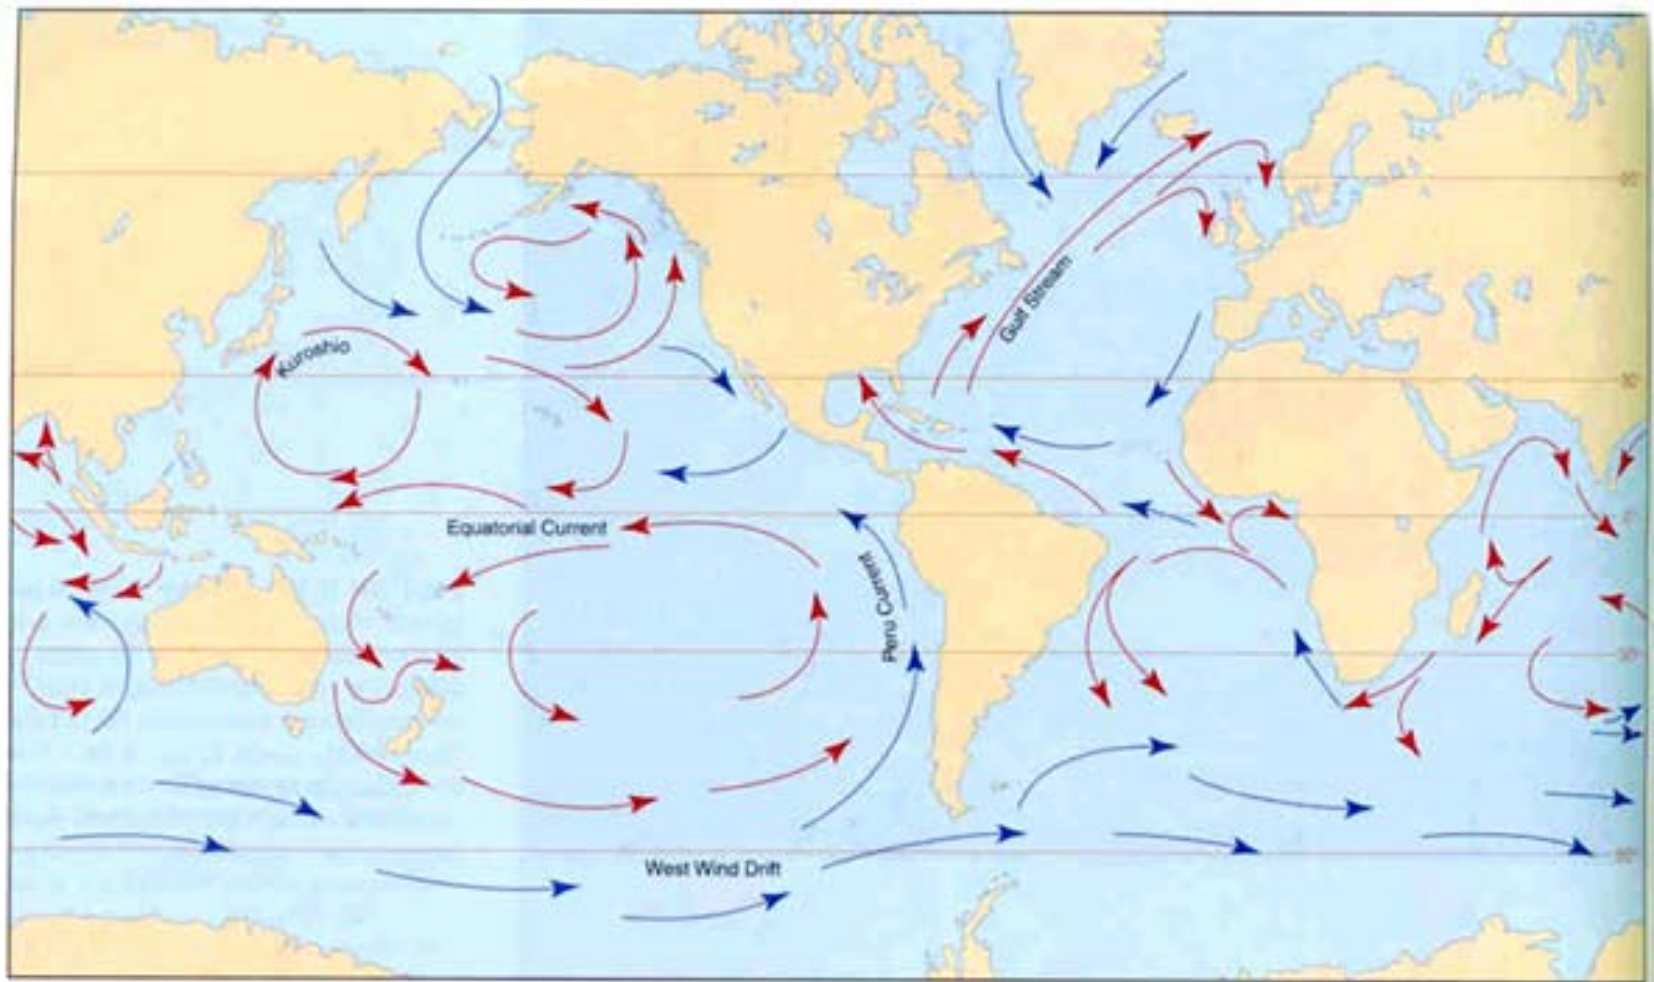 Kuroshio
Gulf Stream
Equatorial Current
Peru Current
West Wind Drift